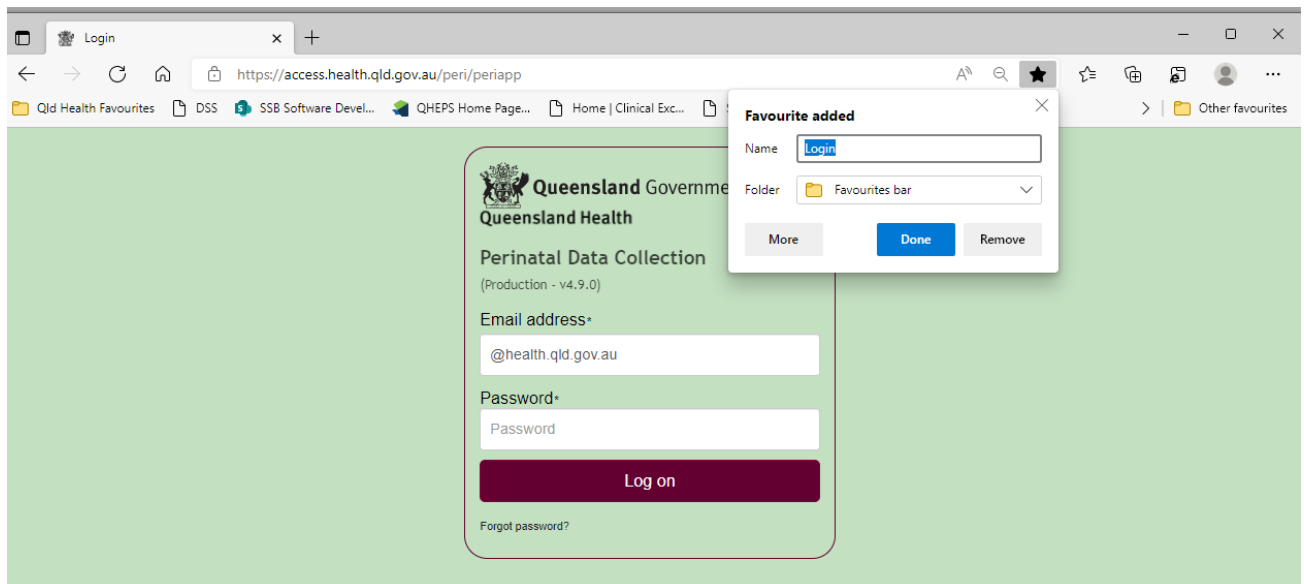 Login
https://access.health.qld.gov.au/peri/periapp
Qld Health Favourites DSS SSB Software Devel... QHEPS Home Page... Home | Clinical Exc... Other favourites
Favourite added
Name Login
Folder Favourites bar
More Done Remove
Queensland Governme
Queensland Health
Perinatal Data Collection
(Production - v4.9.0)
Email address*
@health.qld.gov.au
Password*
Password
Log on
Forgot password?